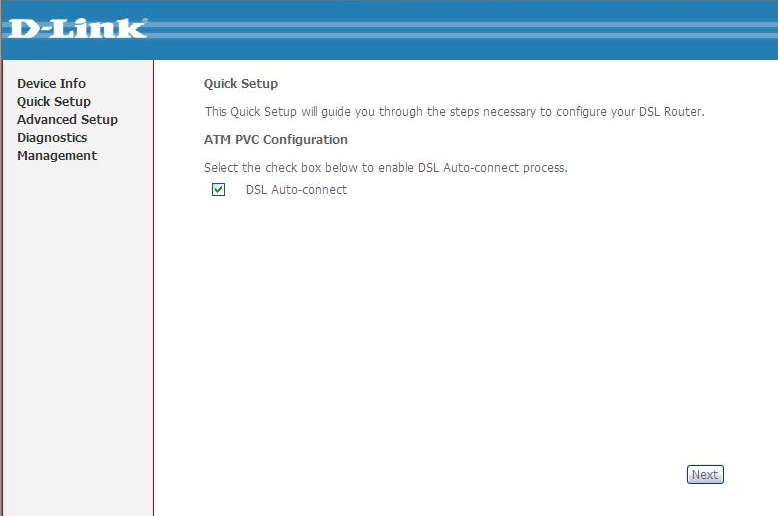 D-Link
Device Info
Quick Setup
Advanced Setup
Diagnostics
Management
Quick Setup
This Quick Setup will guide you through the steps necessary to configure your DSL Router.
ATM PVC Configuration
Select the check box below to enable DSL Auto-connect process.
DSL Auto-connect
Next